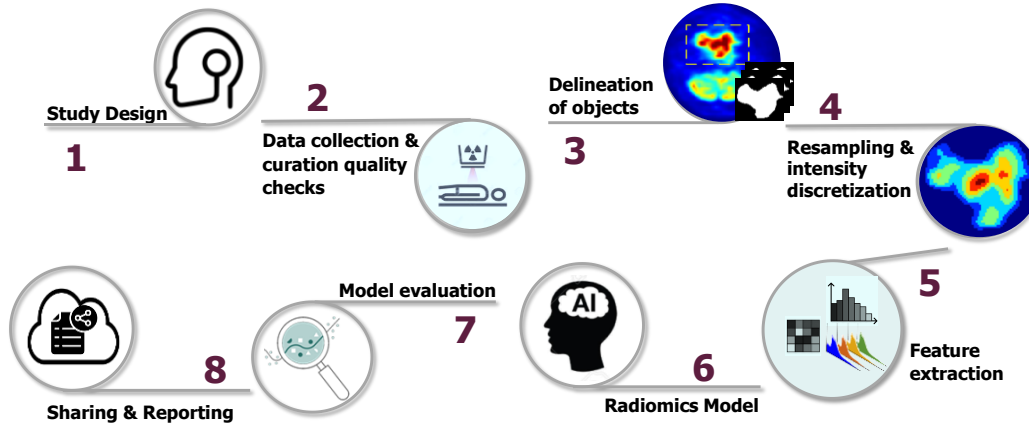 Study Design
1
2
Data collection &
curation quality
checks
Delineation
of objects
3
4
Resampling &
intensity
discretization
5
Feature
extraction
AI
6
Radiomics Model
Model evaluation
7
8
Sharing & Reporting